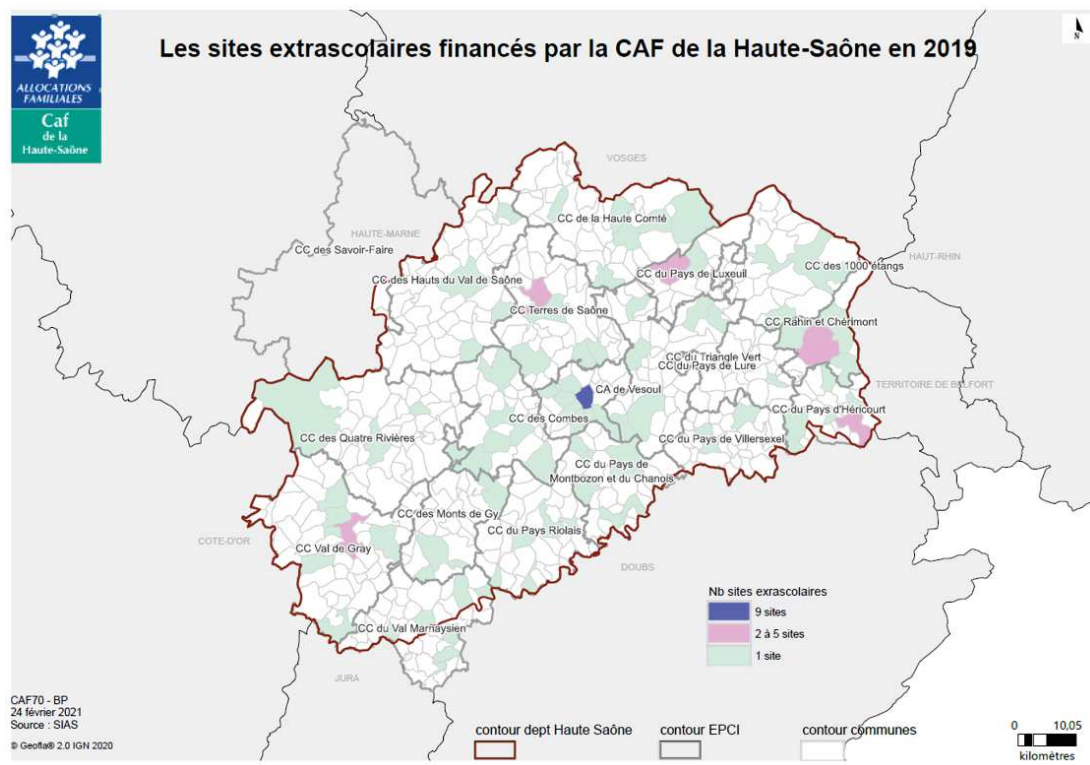 ALLOCATIONS
FAMILIALES
Caf
de la
Haute-Saône
Les sites extrascolaires financés par la CAF de la Haute-Saône en 2019
N
VOSGES
CC de la Haute Comté
HAUTE-MARNE
CC des Savoir-Faire
HAUT-RHIN
CC des 1000 étangs
CC du Pays de Luxeuil
CC des Hauts du Val de Saône
CC Terres de Saône
CC Rahin et Chérimont
CC du Triangle Vert
CC du Pays de Lure
TERRITOIRE DE BELFORT
CA de Vesoul
CC du Pays d'Héricourt
CC des Combes
CC des Quatre Rivières
CC du Pays de Villersexel
CC du Pays de
Montbozon et du Chanois
CC des Monts de Gy
CC du Pays Riolais
COTE-D'OR
CC Val de Gray
DOUBS
CC du Val Marnaysien
JURA
Nb sites exrascolaires
9 sites
2 à 5 sites
1 site
CAF70 - BP
24 février 2021
Source : SIAS
© Geofla® 2.0 IGN 2020
contour dept Haute Saône
contour EPCI
contour communes
0 10,05
kilomètres